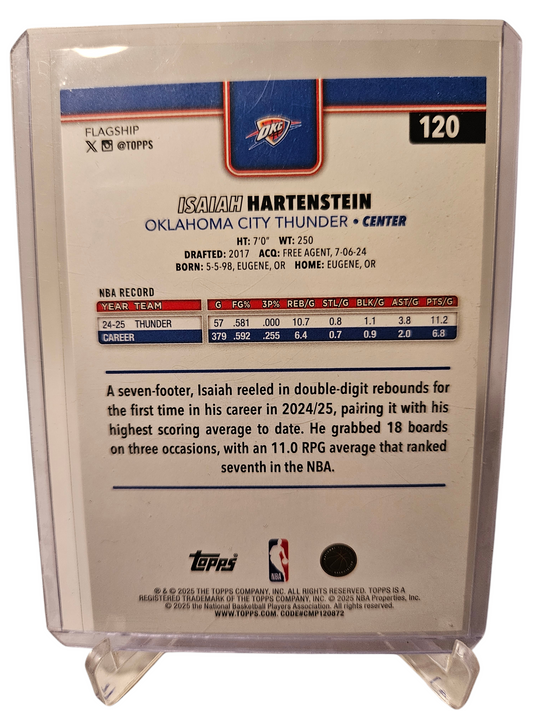 FLAGSHIP
X @TOPPS
OKC
120
ISAIAH HARTENSTEIN
OKLAHOMA CITY THUNDER • CENTER
HT: 7'0" WT: 250
DRAFTED: 2017 ACQ: FREE AGENT, 7-06-24
BORN: 5-5-98, EUGENE, OR HOME: EUGENE, OR
NBA RECORD
YEAR TEAM G FG% 3P% REB/G STL/G BLK/G AST/G PTS/G
24-25 THUNDER 57 .581 .000 10.7 0.8 1.1 3.8 11.2
CAREER 379 .592 .255 6.4 0.7 0.9 2.0 6.8
A seven-footer, Isaiah reeled in double-digit rebounds for
the first time in his career in 2024/25, pairing it with his
highest scoring average to date. He grabbed 18 boards
on three occasions, with an 11.0 RPG average that ranked
seventh in the NBA.
Topps
NBA
® & © 2025 THE TOPPS COMPANY, INC. ALL RIGHTS RESERVED. TOPPS IS A
REGISTERED TRADEMARK OF THE TOPPS COMPANY, INC. © 2025 NBA Properties, Inc.
© 2025 the National Basketball Players Association. All rights reserved.
WWW.TOPPS.COM. CODE#CMP120872